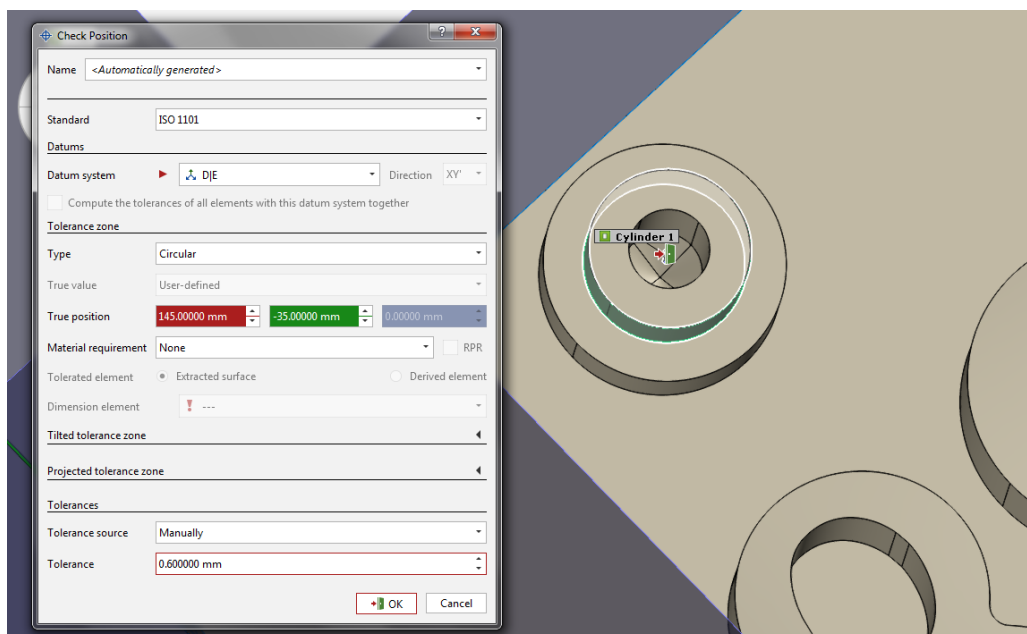 Check Position
Name <Automatically generated>
Standard ISO 1101
Datums
Datum system D|E Direction XY'
Compute the tolerances of all elements with this datum system together
Tolerance zone
Type Circular
True value User-defined
True position 145.00000 mm -35.00000 mm 0.00000 mm
Material requirement None RPR
Tolerated element Extracted surface Derived element
Dimension element ---
Tilted tolerance zone
Projected tolerance zone
Tolerances
Tolerance source Manually
Tolerance 0.600000 mm
OK Cancel
Cylinder 1